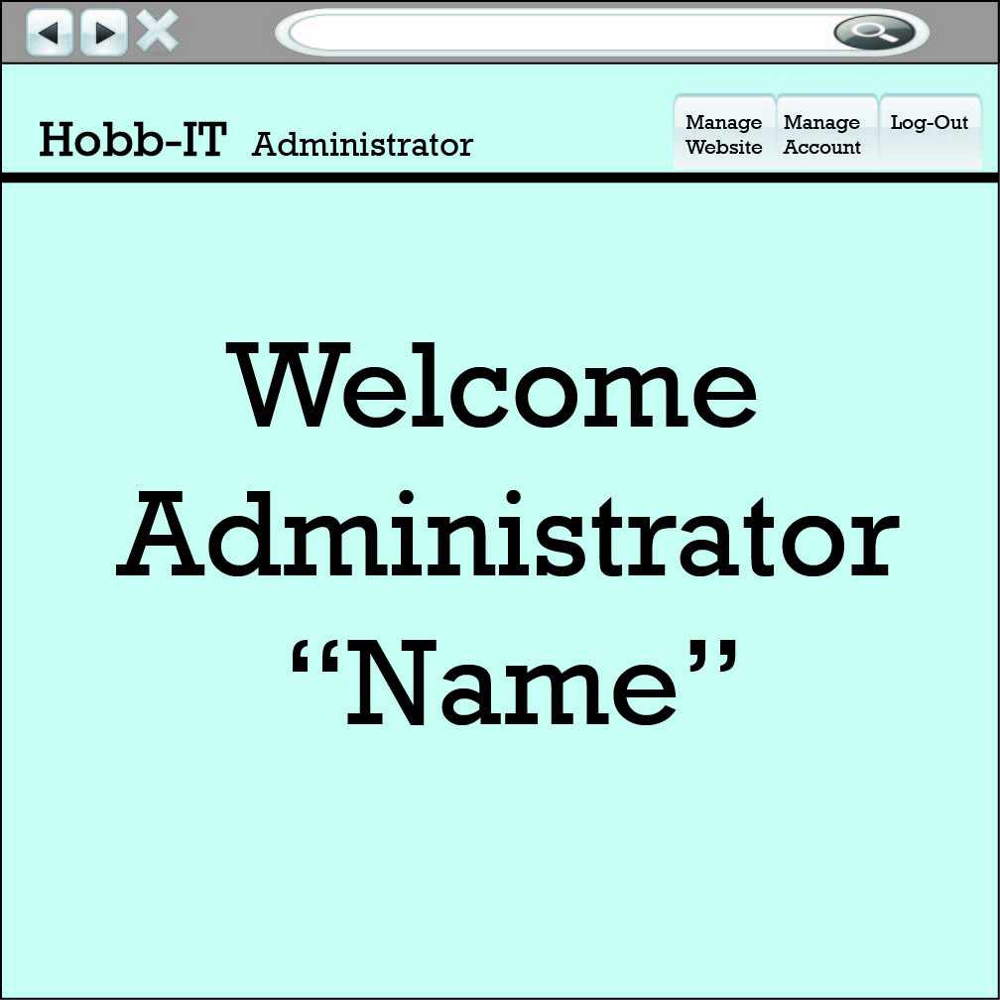 Hobb-IT Administrator
Manage Website
Manage Account
Log-Out
Welcome
Administrator
“Name”